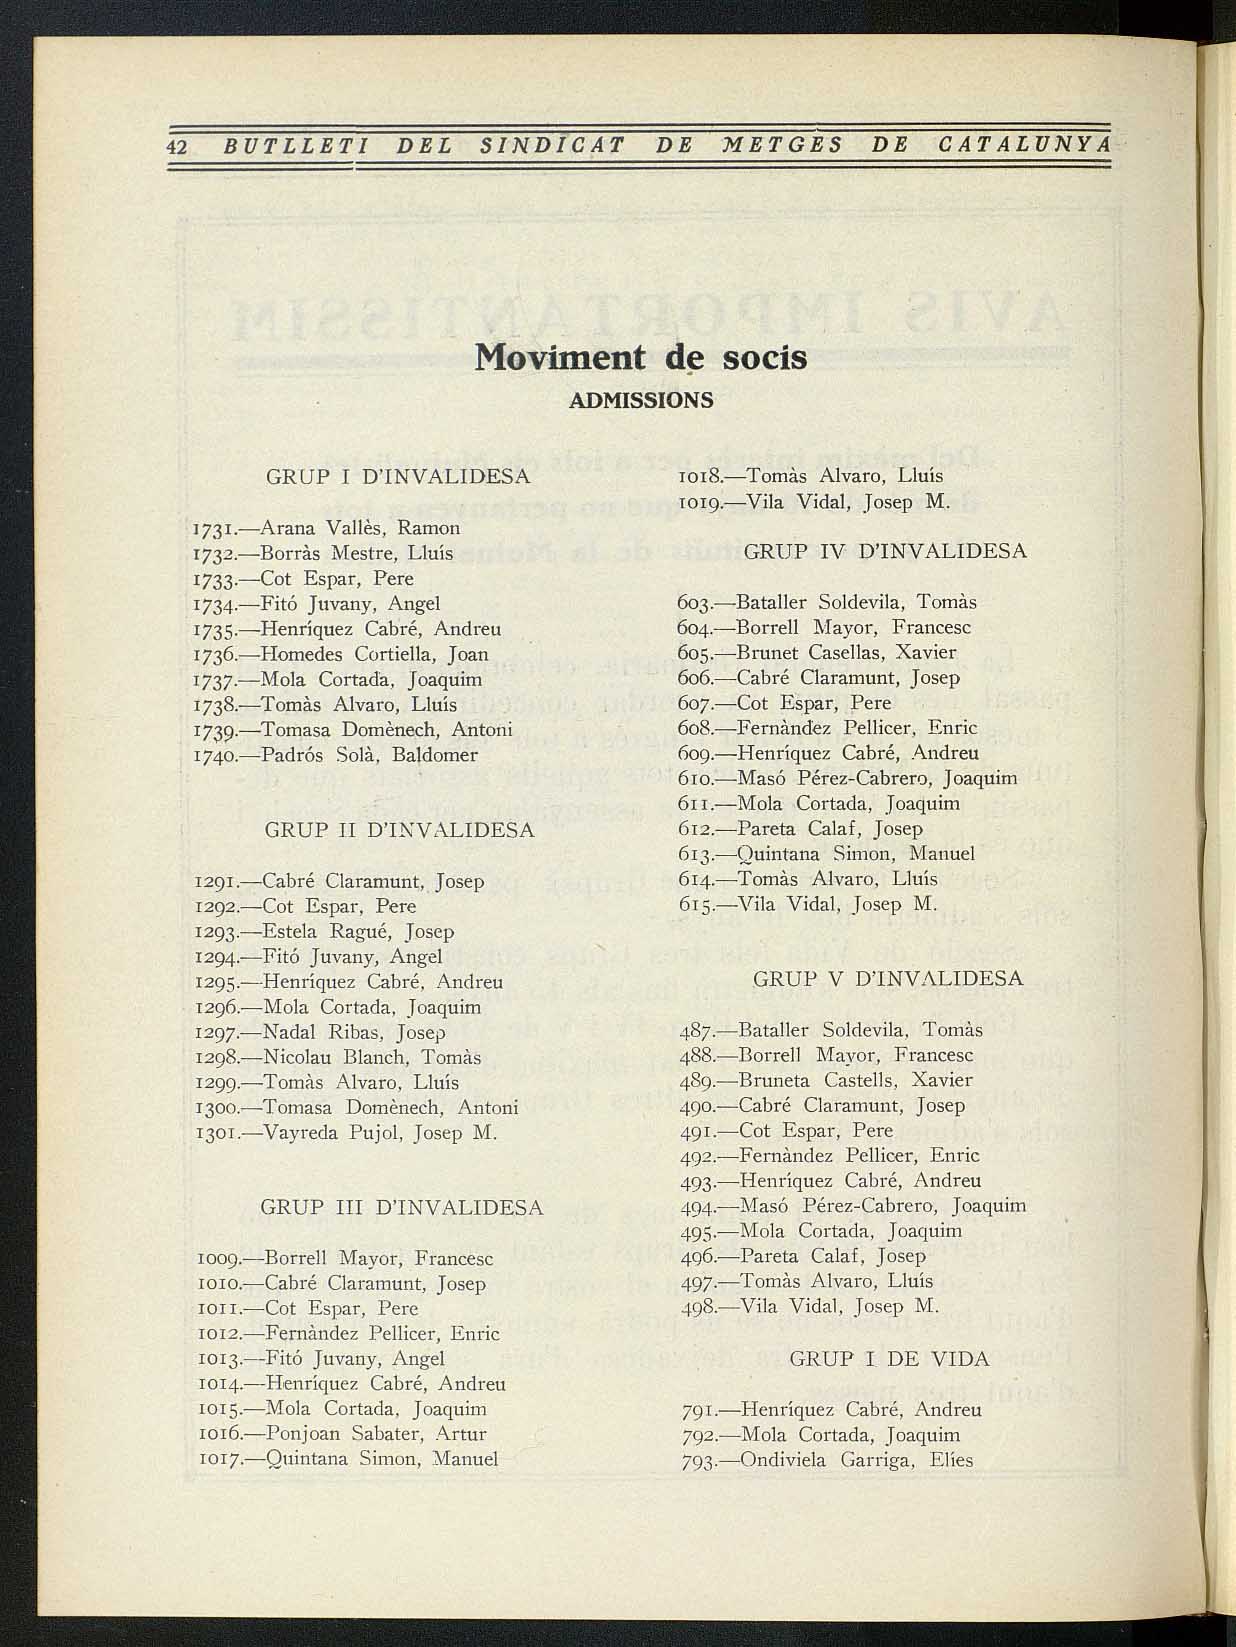 42 BUTLLETI DEL SINDICAT DE METGES DE CATALUNYA
Moviment de socis
ADMISSIONS
GRUP I D'INVALIDESA
1731.—Arana Vallès, Ramon
1732.—Borràs Mestre, Lluís
1733.—Cot Espar, Pere
1734.—Fitó Juvany, Angel
1735.—Henríquez Cabré, Andreu
1736.—Homedes Cortiella, Joan
1737.—Mola Cortada, Joaquim
1738.—Tomàs Alvaro, Lluís
1739.—Tomasa Domènech, Antoni
1740.—Padrós Solà, Baldomer
GRUP II D'INVALIDESA
1291.—Cabré Claramunt, Josep
1292.—Cot Espar, Pere
1293.—Estela Ragué, Josep
1294.—Fitó Juvany, Angel
1295.—Henríquez Cabré, Andreu
1296.—Mola Cortada, Joaquim
1297.—Nadal Ribas, Josep
1298.—Nicolau Blanch, Tomàs
1299.—Tomàs Alvaro, Lluís
1300.—Tomasa Domènech, Antoni
1301.—Vayreda Pujol, Josep M.
GRUP III D'INVALIDESA
1009.—Borrell Mayor, Francesc
1010.—Cabré Claramunt, Josep
1011.—Cot Espar, Pere
1012.—Fernàndez Pellicer, Enric
1013.—Fitó Juvany, Angel
1014.—Henríquez Cabré, Andreu
1015.—Mola Cortada, Joaquim
1016.—Ponjoan Sabater, Artur
1017.—Quintana Simon, Manuel
1018.—Tomàs Alvaro, Lluís
1019.—Vila Vidal, Josep M.
GRUP IV D'INVALIDESA
603.—Bataller Soldevila, Tomàs
604.—Borrell Mayor, Francesc
605.—Brunet Casellas, Xavier
606.—Cabré Claramunt, Josep
607.—Cot Espar, Pere
608.—Fernàndez Pellicer, Enric
609.—Henríquez Cabré, Andreu
610.—Masó Pérez-Cabrero, Joaquim
611.—Mola Cortada, Joaquim
612.—Pareta Calaf, Josep
613.—Quintana Simon, Manuel
614.—Tomàs Alvaro, Lluís
615.—Vila Vidal, Josep M.
GRUP V D'INVALIDESA
487.—Bataller Soldevila, Tomàs
488.—Borrell Mayor, Francesc
489.—Bruneta Castells, Xavier
490.—Cabré Claramunt, Josep
491.—Cot Espar, Pere
492.—Fernàndez Pellicer, Enric
493.—Henríquez Cabré, Andreu
494.—Masó Pérez-Cabrero, Joaquim
495.—Mola Cortada, Joaquim
496.—Pareta Calaf, Josep
497.—Tomàs Alvaro, Lluís
498.—Vila Vidal, Josep M.
GRUP I DE VIDA
791.—Henríquez Cabré, Andreu
792.—Mola Cortada, Joaquim
793.—Ondiviela Garriga, Elíes